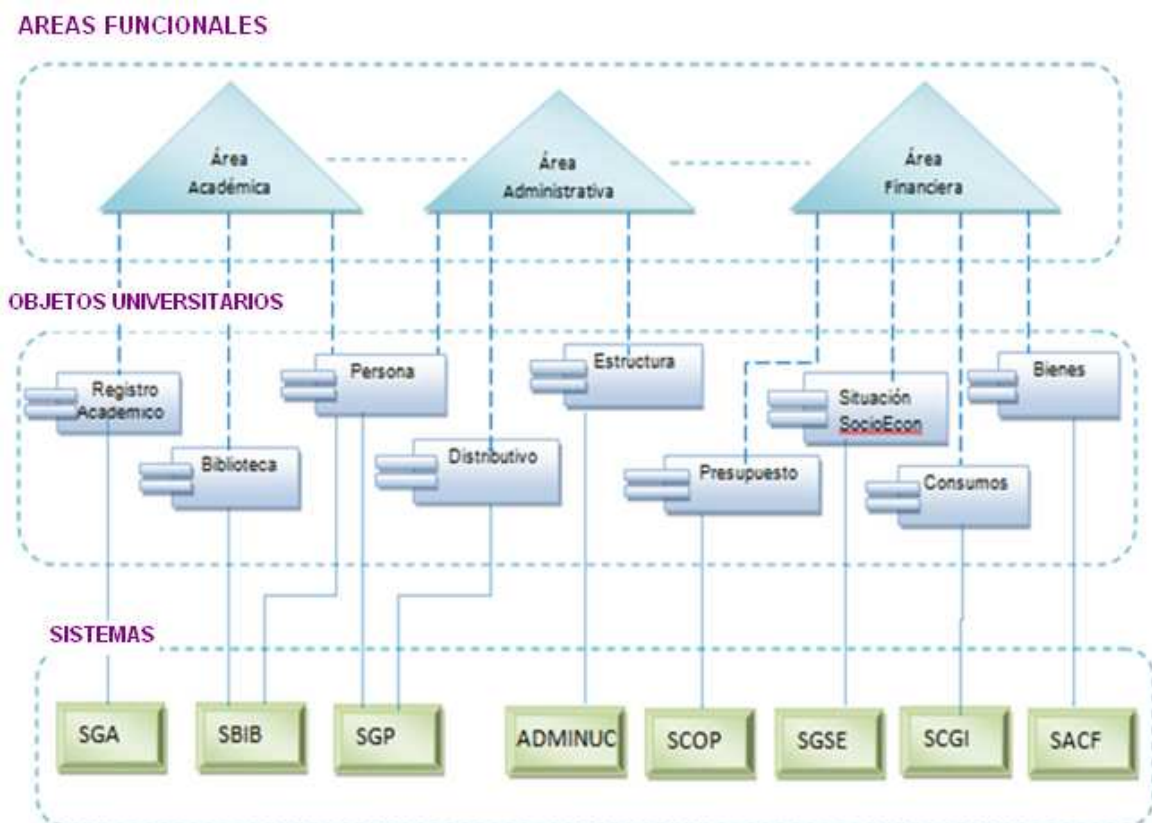 AREAS FUNCIONALES
Área
Académica
Área
Administrativa
Área
Financiera
OBJETOS UNIVERSITARIOS
Registro
Academico
Biblioteca
Persona
Distributivo
Estructura
Presupuesto
Situación
SocioEcon
Consumos
Bienes
SISTEMAS
SGA
SBIB
SGP
ADMINUC
SCOP
SGSE
SCGI
SACF